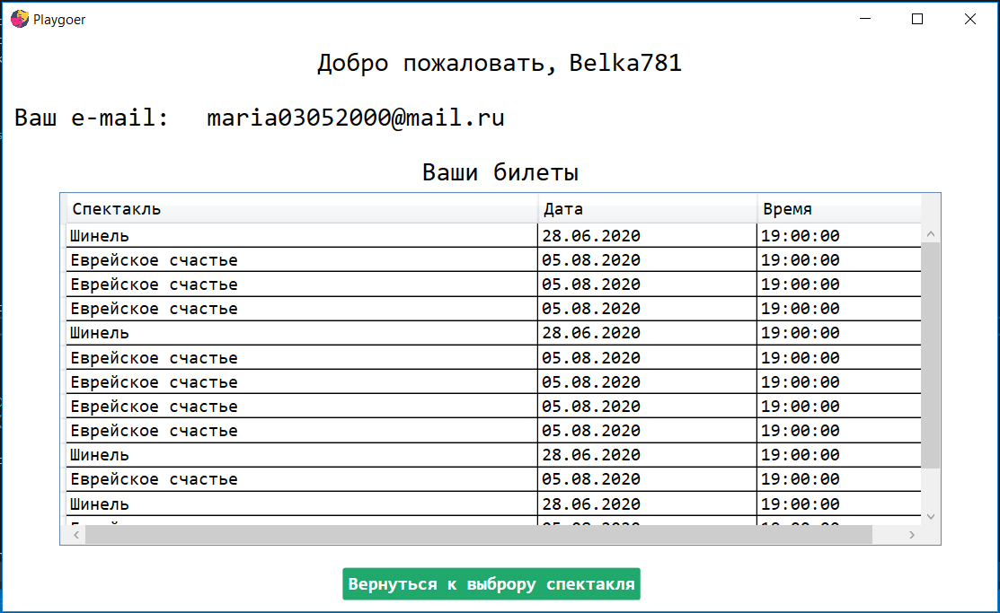 Playgoer
Добро пожаловать, Belka781
Ваш e-mail: maria03052000@mail.ru
Ваши билеты
Спектакль Дата Время
Шинель 28.06.2020 19:00:00
Еврейское счастье 05.08.2020 19:00:00
Еврейское счастье 05.08.2020 19:00:00
Еврейское счастье 05.08.2020 19:00:00
Шинель 28.06.2020 19:00:00
Еврейское счастье 05.08.2020 19:00:00
Еврейское счастье 05.08.2020 19:00:00
Еврейское счастье 05.08.2020 19:00:00
Еврейское счастье 05.08.2020 19:00:00
Шинель 28.06.2020 19:00:00
Еврейское счастье 05.08.2020 19:00:00
Шинель 28.06.2020 19:00:00
Вернуться к выброру спектакля